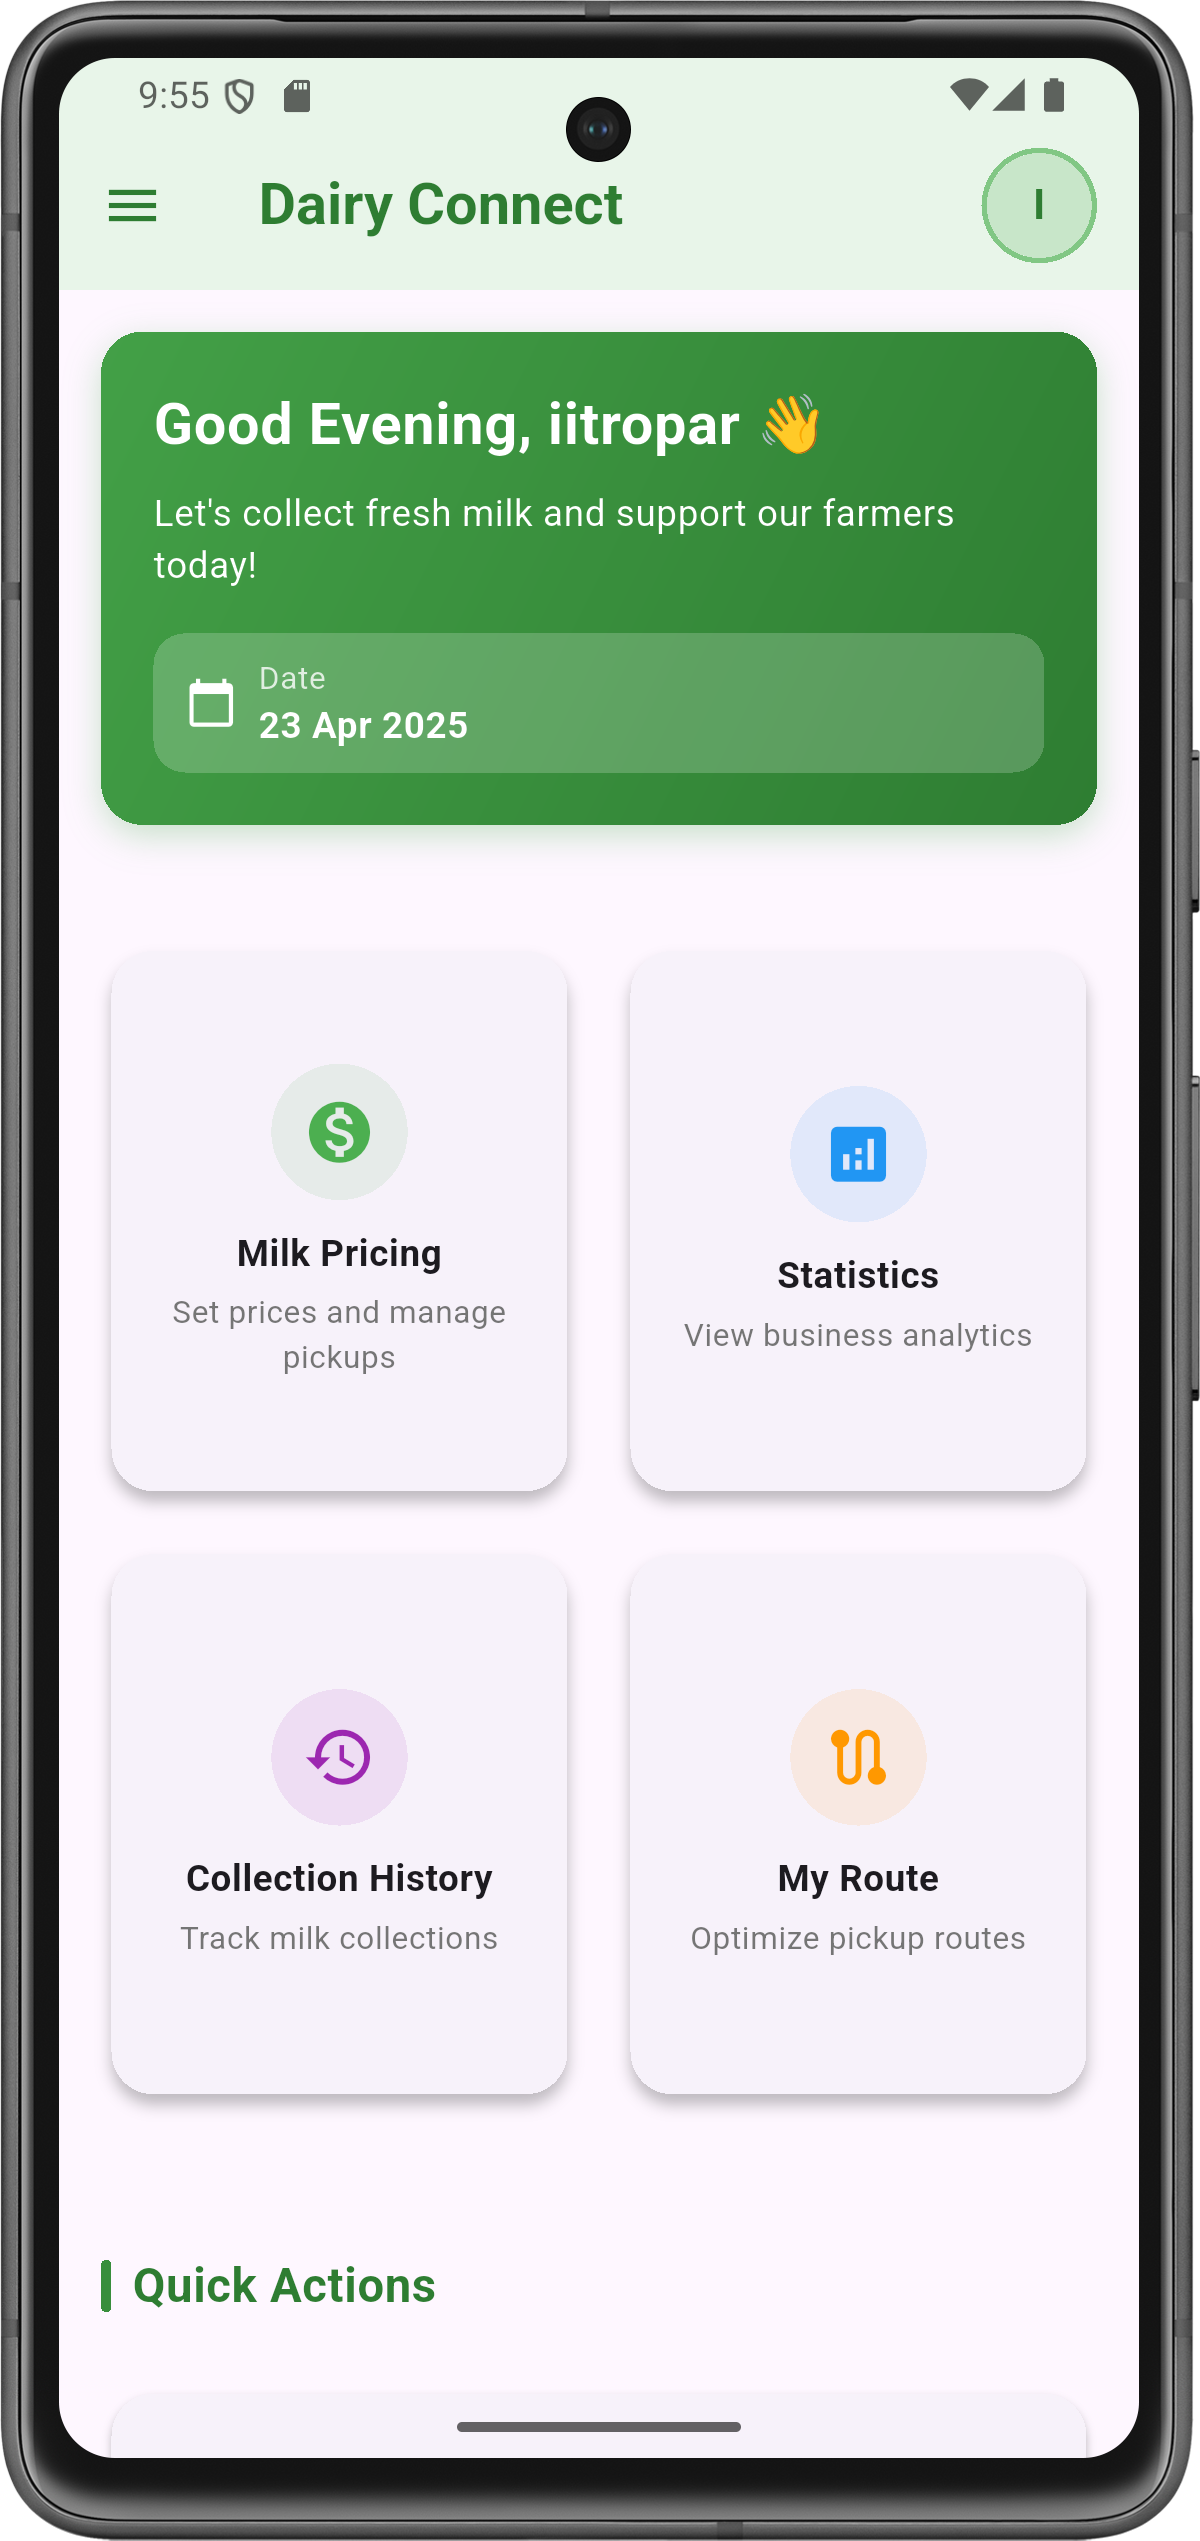 9:55
Dairy Connect
I
Good Evening, iitropar 👋
Let's collect fresh milk and support our farmers
today!
Date
23 Apr 2025
Milk Pricing
Set prices and manage
pickups
Statistics
View business analytics
Collection History
Track milk collections
My Route
Optimize pickup routes
Quick Actions